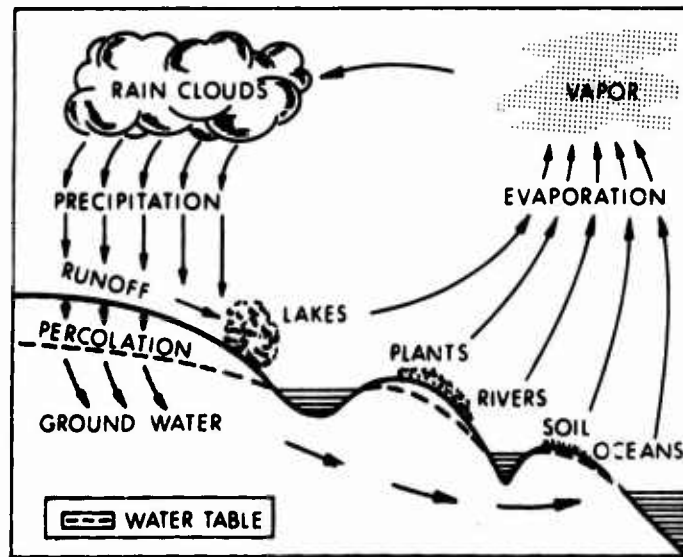 RAIN CLOUDS
VAPOR
PRECIPITATION
EVAPORATION
RUNOFF
LAKES
PERCOLATION
PLANTS
RIVERS
GROUND WATER
SOIL
OCEANS
WATER TABLE